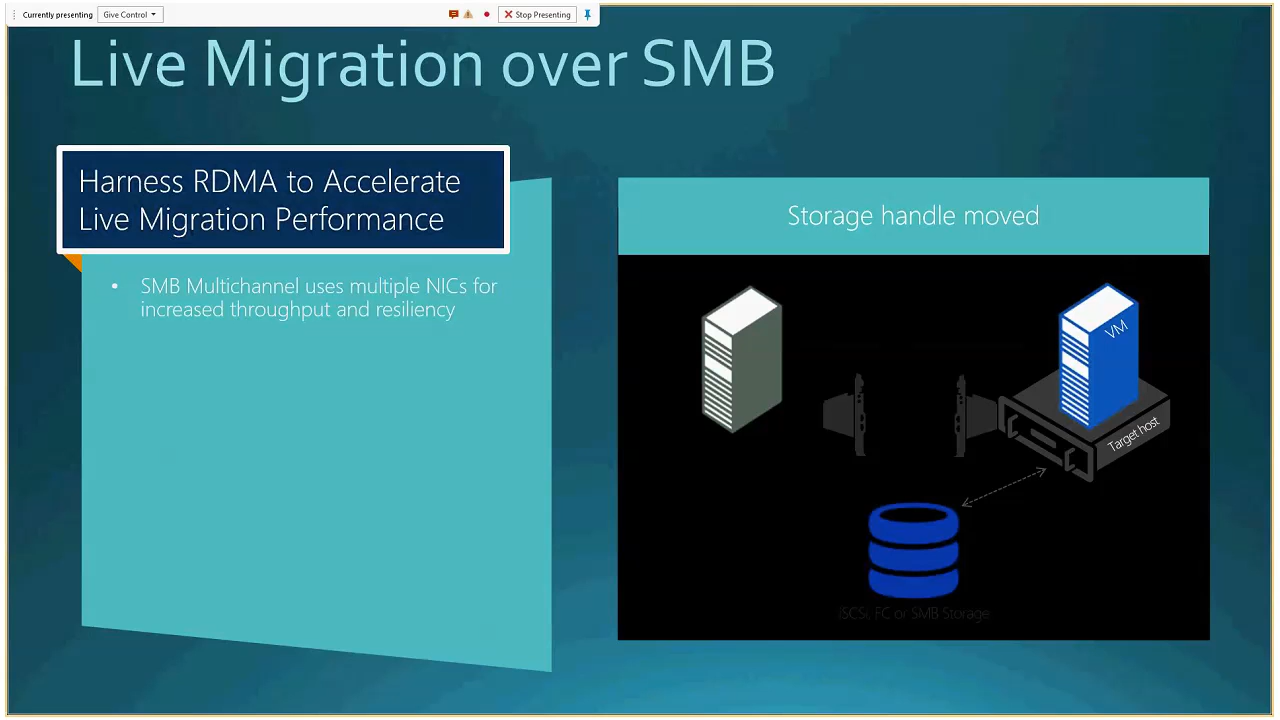 Currently presenting
Give Control
Stop Presenting
Live Migration over SMB
Harness RDMA to Accelerate
Live Migration Performance
• SMB Multichannel uses multiple NICs for
increased throughput and resiliency
Storage handle moved
VM
Target host
iSCSI, FC or SMB Storage